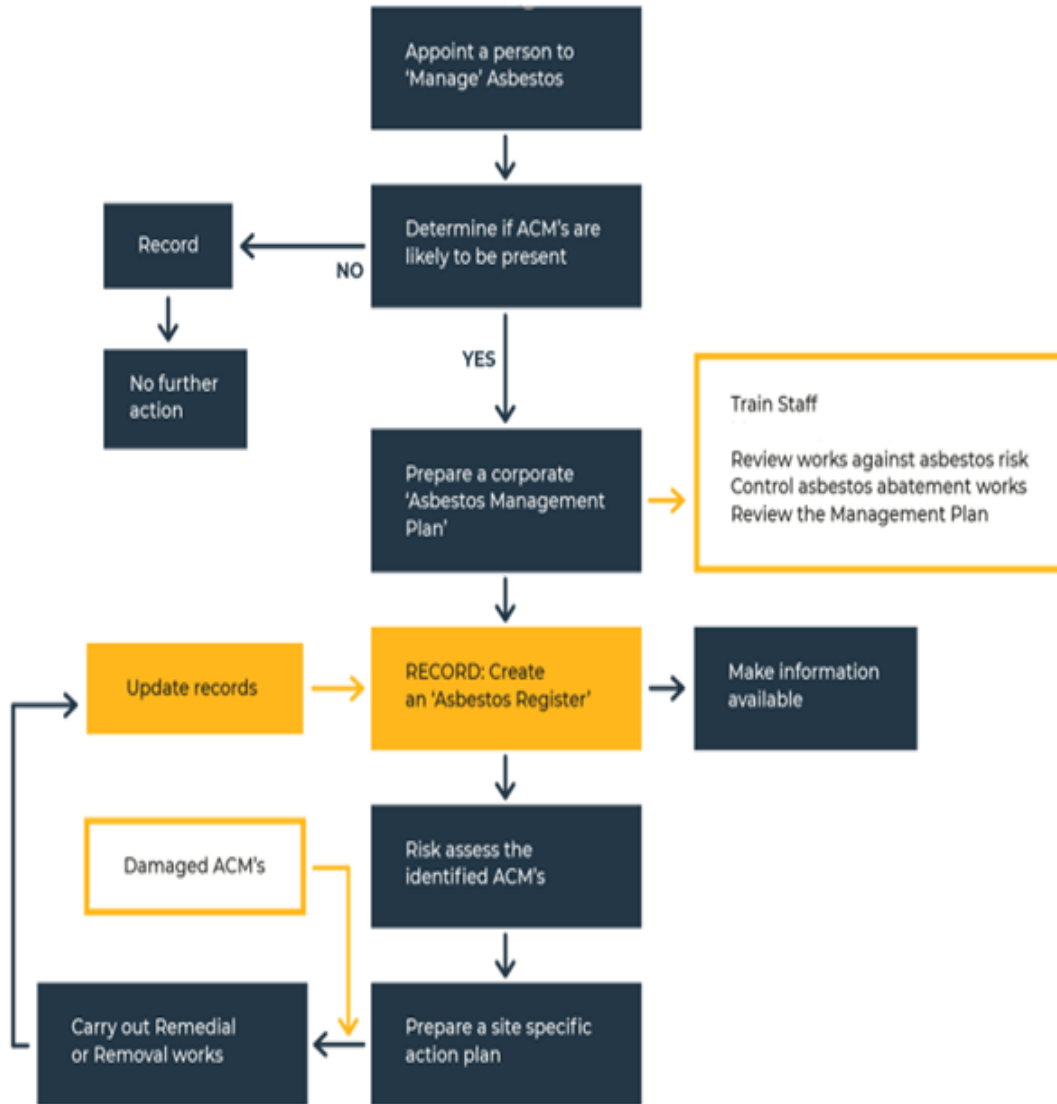 Appoint a person to
‘Manage’ Asbestos
Determine if ACM's are
likely to be present
NO
Record
No further
action
YES
Prepare a corporate
‘Asbestos Management
Plan’
Train Staff
Review works against asbestos risk
Control asbestos abatement works
Review the Management Plan
Update records
RECORD: Create
an ‘Asbestos Register’
Make information
available
Damaged ACM's
Risk assess the
identified ACM's
Carry out Remedial
or Removal works
Prepare a site specific
action plan